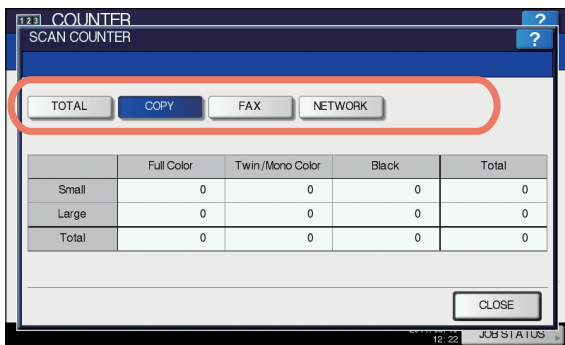 123 COUNTER ?
SCAN COUNTER ?
TOTAL COPY FAX NETWORK
Full Color Twin/Mono Color Black Total
Small 0 0 0 0
Large 0 0 0 0
Total 0 0 0 0
CLOSE
12:22 JOB STATUS